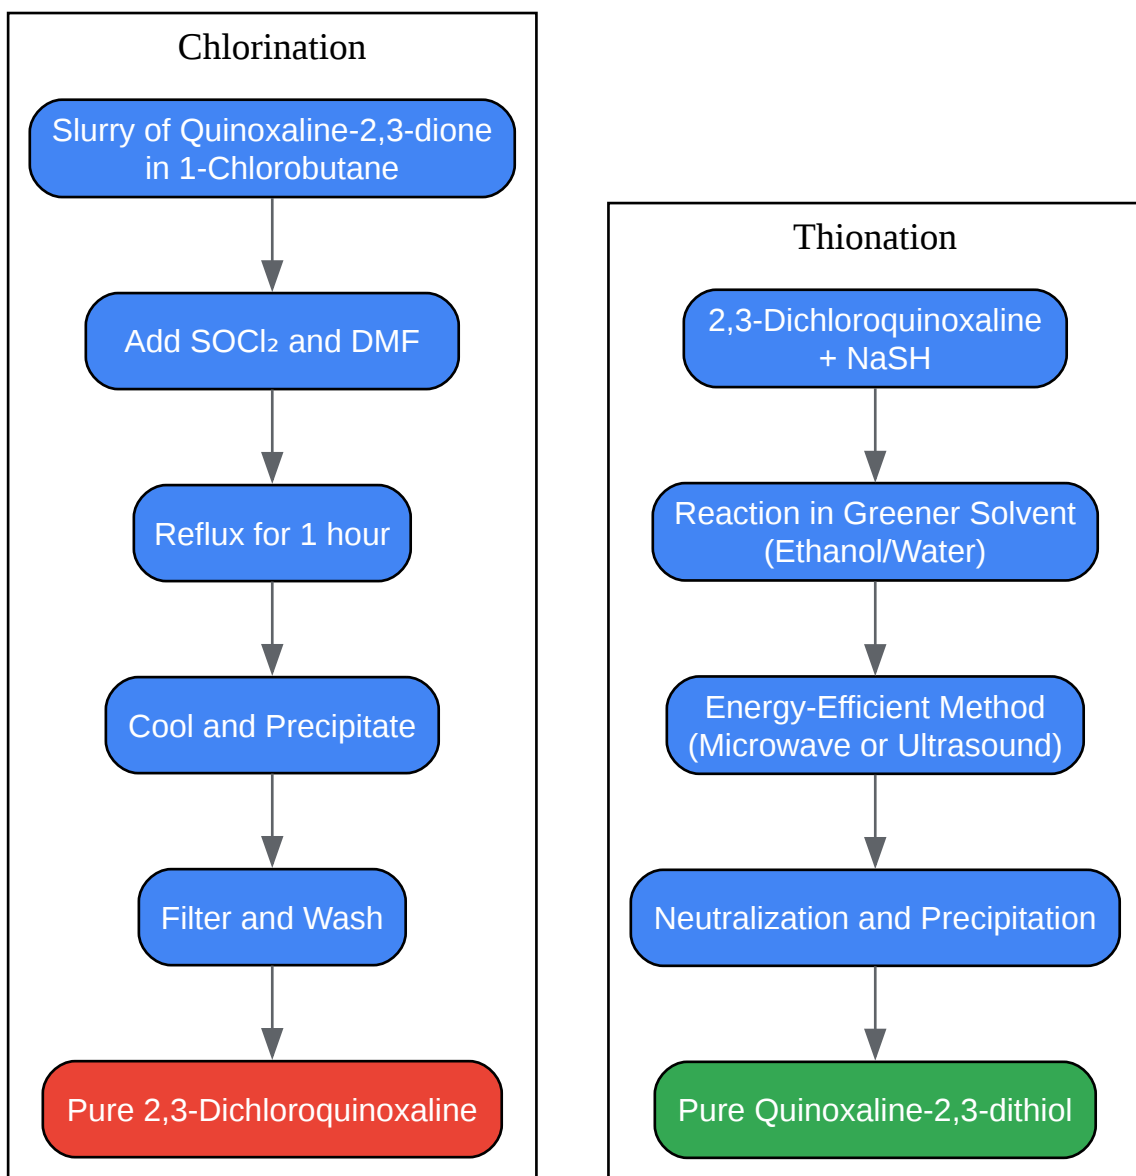 Chlorination
Slurry of Quinoxaline-2,3-dione
in 1-Chlorobutane
Add SOCl₂ and DMF
Reflux for 1 hour
Cool and Precipitate
Filter and Wash
Pure 2,3-Dichloroquinoxaline
Thionation
2,3-Dichloroquinoxaline
+ NaSH
Reaction in Greener Solvent
(Ethanol/Water)
Energy-Efficient Method
(Microwave or Ultrasound)
Neutralization and Precipitation
Pure Quinoxaline-2,3-dithiol